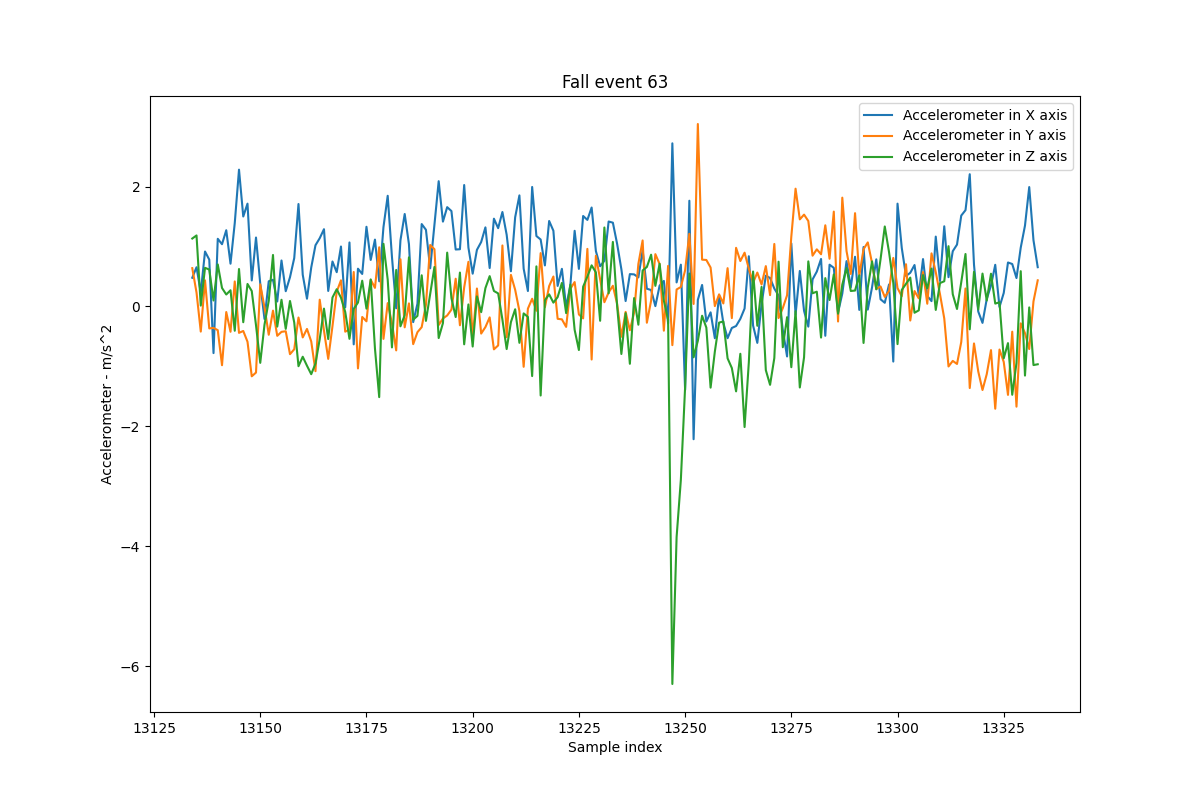 Fall event 63
Accelerometer in X axis
Accelerometer in Y axis
Accelerometer in Z axis
Accelerometer - m/s^2
2
0
−2
−4
−6
13125 13150 13175 13200 13225 13250 13275 13300 13325
Sample index